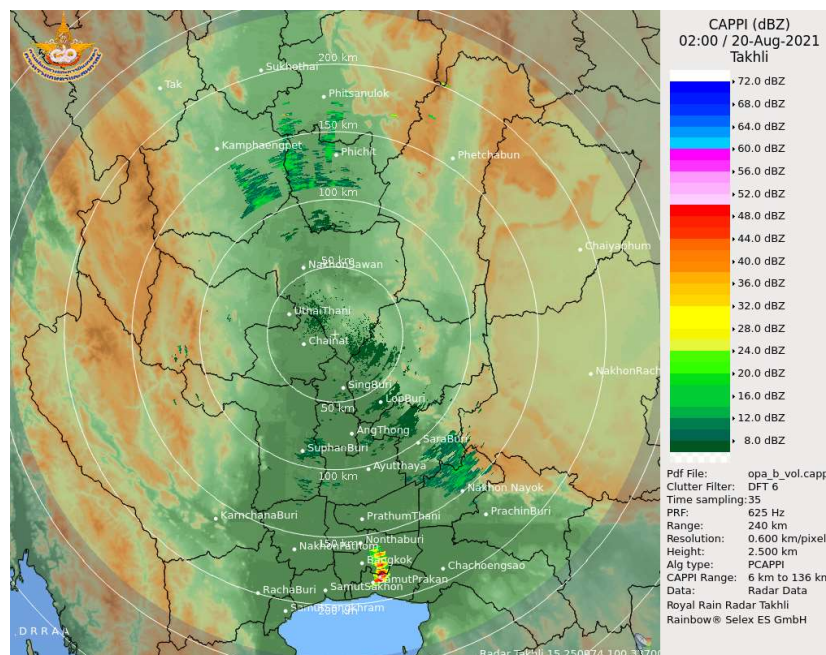 CAPPI (dBZ)
02:00 / 20-Aug-2021
Takhli
72.0 dBZ
68.0 dBZ
64.0 dBZ
60.0 dBZ
56.0 dBZ
52.0 dBZ
48.0 dBZ
44.0 dBZ
40.0 dBZ
36.0 dBZ
32.0 dBZ
28.0 dBZ
24.0 dBZ
20.0 dBZ
16.0 dBZ
12.0 dBZ
8.0 dBZ
Pdf File: opa_b_vol.capp
Clutter Filter: DFT 6
Time sampling:35
PRF: 625 Hz
Range: 240 km
Resolution: 0.600 km/pixel
Height: 2.500 km
Alg type: PCAPPI
CAPPI Range: 6 km to 136 km
Data: Radar Data
Royal Rain Radar Takhli
Rainbow® Selex ES GmbH
200 km
Sukhothai
Tak
Phitsanulok
150 km
Kamphaengpet
Phichit
Phetchabun
100 km
Chaiyaphum
50 km
NakhonSawan
UthaiThani
Chainat
NakhonRach
SingBuri
LopBuri
50 km
AngThong
SaraBuri
SuphanBuri
Ayutthaya
100 km
Nakhon Nayok
KarnchanaBuri
PrathumThani
PrachinBuri
150 km
Nonthaburi
NakhonPathom
Bangkok
Chachoengsao
SamutPrakan
RachaBuri
SamutSakhon
SamutSongkhram
200 km
, D R R A A